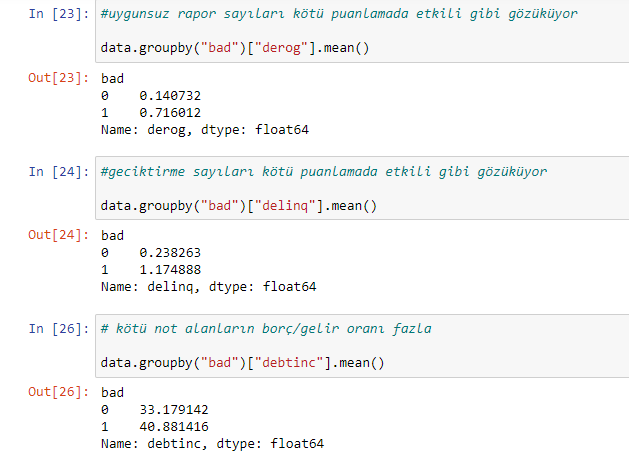 In [23]: #uygunsuz rapor sayıları kötü puanlamada etkili gibi gözüküyor
data.groupby("bad")["derog"].mean()
Out[23]: bad
0    0.140732
1    0.716012
Name: derog, dtype: float64
In [24]: #geciktirme sayıları kötü puanlamada etkili gibi gözüküyor
data.groupby("bad")["delinq"].mean()
Out[24]: bad
0    0.238263
1    1.174888
Name: delinq, dtype: float64
In [26]: # kötü not alanların borç/gelir oranı fazla
data.groupby("bad")["debtinc"].mean()
Out[26]: bad
0    33.179142
1    40.881416
Name: debtinc, dtype: float64